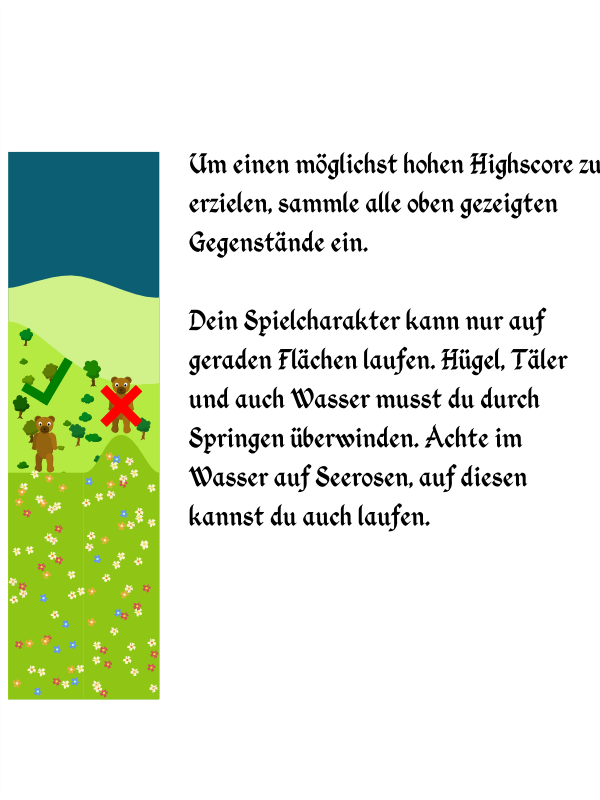 Um einen möglichst hohen Highscore zu
erzielen, sammle alle oben gezeigten
Gegenstände ein.
Dein Spielcharakter kann nur auf
geraden Flächen laufen. Hügel, Täler
und auch Wasser musst du durch
Springen überwinden. Achte im
Wasser auf Seerosen, auf diesen
kannst du auch laufen.